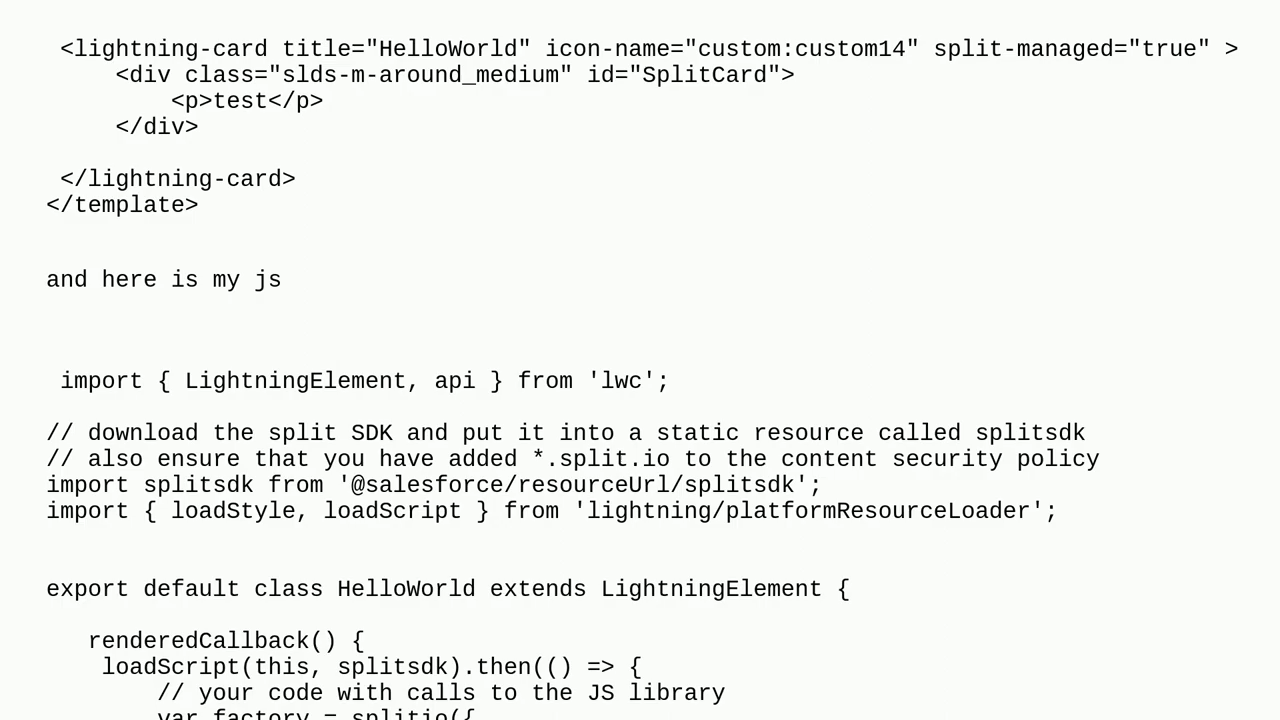 <lightning-card title="HelloWorld" icon-name="custom:custom14" split-managed="true" >
<div class="slds-m-around_medium" id="SplitCard">
<p>test</p>
</div>
</lightning-card>
</template>
and here is my js
import { LightningElement, api } from 'lwc';
// download the split SDK and put it into a static resource called splitsdk
// also ensure that you have added *.split.io to the content security policy
import splitsdk from '@salesforce/resourceUrl/splitsdk';
import { loadStyle, loadScript } from 'lightning/platformResourceLoader';
export default class HelloWorld extends LightningElement {
renderedCallback() {
loadScript(this, splitsdk).then(() => {
// your code with calls to the JS library
var factory = splitio({